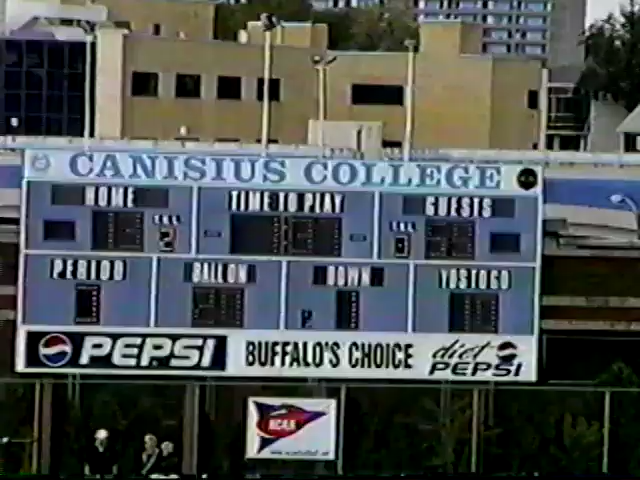 CANISIUS COLLEGE
HOME TIME TO PLAY GUESTS
T.O.L. T.O.L.
PERIOD BALL ON DOWN YDS TO GO
PEPSI BUFFALO'S CHOICE diet PEPSI
NCAA